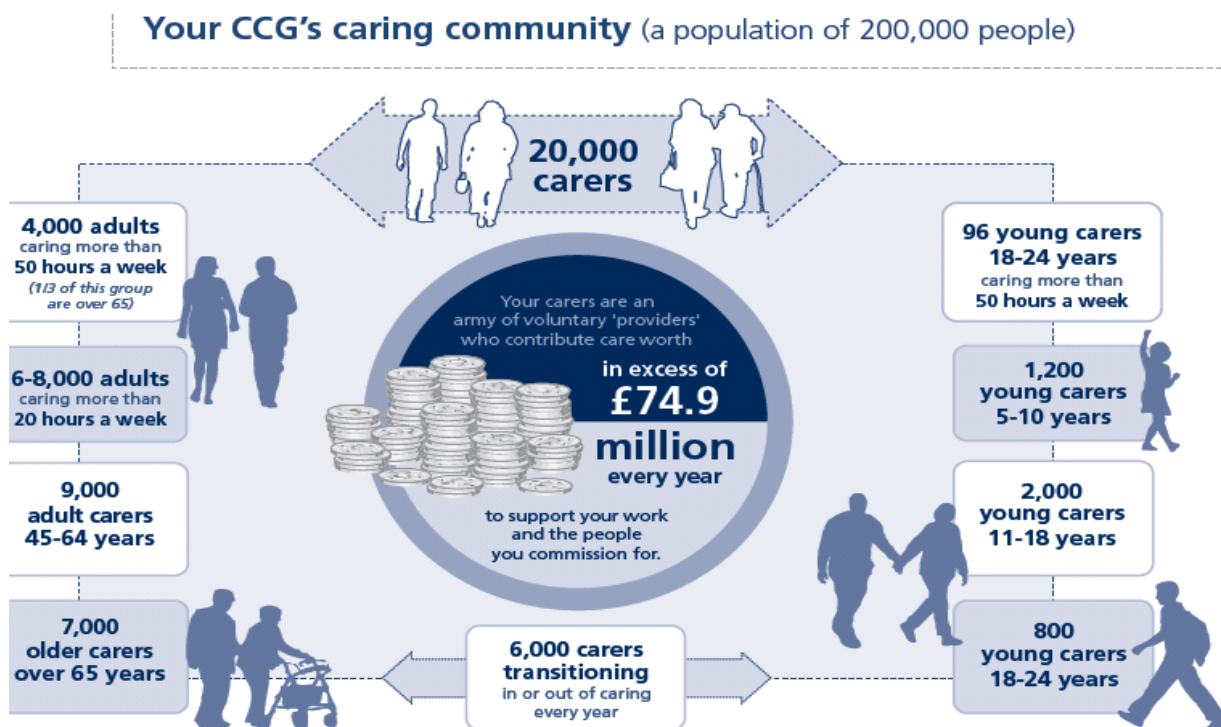 Your CCG's caring community (a population of 200,000 people)
20,000
carers
4,000 adults
caring more than
50 hours a week
(1/3 of this group
are over 65)
6-8,000 adults
caring more than
20 hours a week
9,000
adult carers
45-64 years
7,000
older carers
over 65 years
Your carers are an
army of voluntary 'providers'
who contribute care worth
in excess of
£74.9
million
every year
to support your work
and the people
you commission for.
6,000 carers
transitioning
in or out of caring
every year
96 young carers
18-24 years
caring more than
50 hours a week
1,200
young carers
5-10 years
2,000
young carers
11-18 years
800
young carers
18-24 years